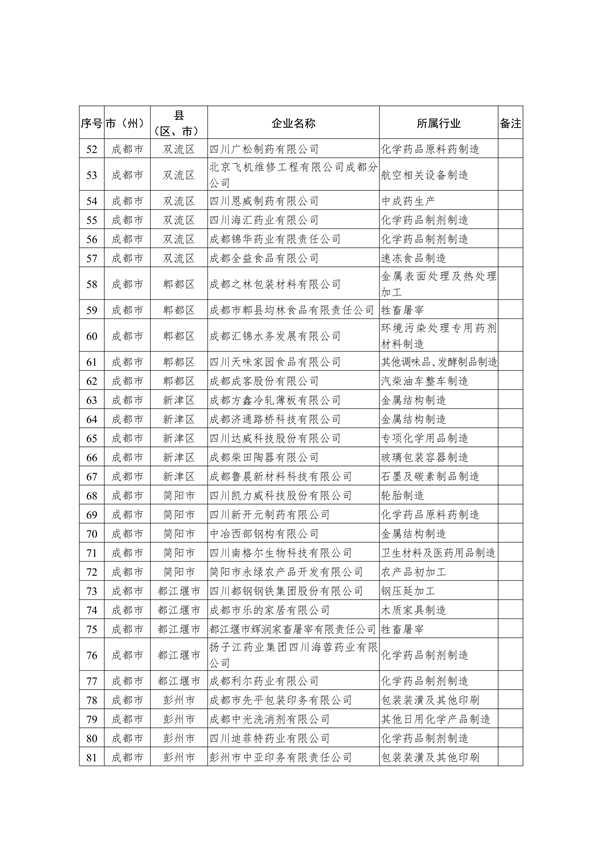 序号 市（州） 县（区、市） 企业名称 所属行业 备注
52 成都市 双流区 四川广松制药有限公司 化学药品原料药制造
53 成都市 双流区 北京飞机维修工程有限公司成都分公司 航空相关设备制造
54 成都市 双流区 四川恩威制药有限公司 中成药生产
55 成都市 双流区 四川海汇药业有限公司 化学药品制剂制造
56 成都市 双流区 成都锦华药业有限责任公司 化学药品制剂制造
57 成都市 双流区 成都全益食品有限公司 速冻食品制造
58 成都市 郫都区 成都之林包装材料有限公司 金属表面处理及热处理加工
59 成都市 郫都区 成都市郫县均林食品有限责任公司 牲畜屠宰
60 成都市 郫都区 成都汇锦水务发展有限公司 环境污染处理专用药剂材料制造
61 成都市 郫都区 四川天味家园食品有限公司 其他调味品、发酵制品制造
62 成都市 郫都区 成都成客股份有限公司 汽柴油车整车制造
63 成都市 新津区 成都方鑫冷轧薄板有限公司 金属结构制造
64 成都市 新津区 成都济通路桥科技有限公司 金属结构制造
65 成都市 新津区 四川达威科技股份有限公司 专项化学用品制造
66 成都市 新津区 成都柴田陶器有限公司 玻璃包装容器制造
67 成都市 新津区 成都鲁晨新材料科技有限公司 石墨及碳素制品制造
68 成都市 简阳市 四川凯力威科技股份有限公司 轮胎制造
69 成都市 简阳市 四川新开元制药有限公司 化学药品原料药制造
70 成都市 简阳市 中冶西部钢构有限公司 金属结构制造
71 成都市 简阳市 四川南格尔生物科技有限公司 卫生材料及医药用品制造
72 成都市 简阳市 简阳市永绿农产品开发有限公司 农产品初加工
73 成都市 都江堰市 四川都钢钢铁集团股份有限公司 钢压延加工
74 成都市 都江堰市 成都市乐的家居有限公司 木质家具制造
75 成都市 都江堰市 都江堰市辉润家畜屠宰有限责任公司 牲畜屠宰
76 成都市 都江堰市 扬子江药业集团四川海蓉药业有限公司 化学药品制剂制造
77 成都市 都江堰市 成都利尔药业有限公司 化学药品制剂制造
78 成都市 彭州市 成都市先平包装印务有限公司 包装装潢及其他印刷
79 成都市 彭州市 成都中光洗消剂有限公司 其他日用化学产品制造
80 成都市 彭州市 四川迪菲特药业有限公司 化学药品制剂制造
81 成都市 彭州市 彭州市中亚印务有限责任公司 包装装潢及其他印刷